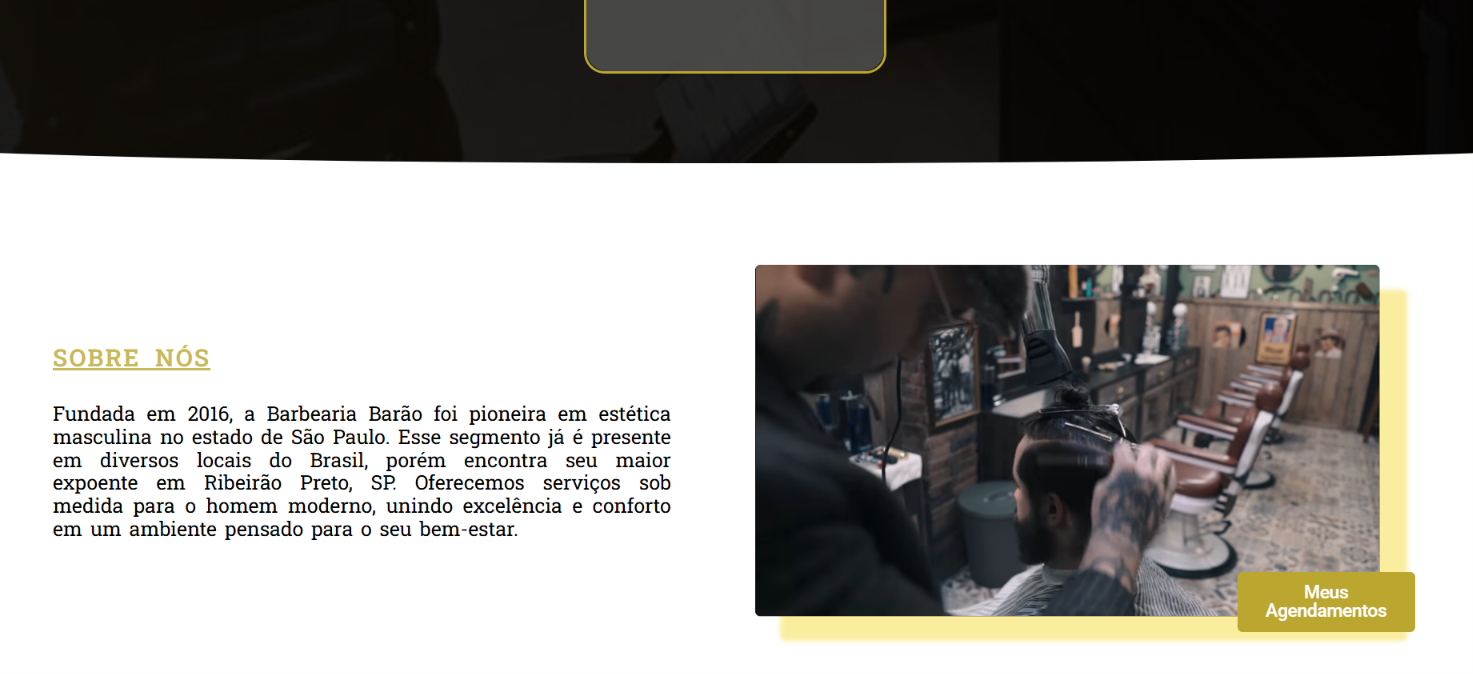 SOBRE NÓS
Fundada em 2016, a Barbearia Barão foi pioneira em estética
masculina no estado de São Paulo. Esse segmento já é presente
em diversos locais do Brasil, porém encontra seu maior
expoente em Ribeirão Preto, SP. Oferecemos serviços sob
medida para o homem moderno, unindo excelência e conforto
em um ambiente pensado para o seu bem-estar.
Meus
Agendamentos